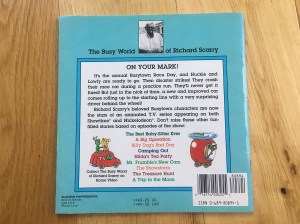 The Busy World of Richard Scarry
ON YOUR MARK!
It's the annual Busytown Race Day, and Huckle and
Lowly are ready to go. Then disaster strikes! They crash
their race car during a practice run. They'll never get it
fixed! But just in the nick of time, a new and improved car
comes rolling up to the starting line with a very surprising
driver behind the wheel!
Richard Scarry's beloved Busytown characters are now
the stars of an animated T.V. series appearing on both
Showtime and Nickelodeon. Don't miss these fun-
filled stories based on episodes of the show:
The Best Baby-Sitter Ever
A Big Operation
Billy Dog's Bad Day
Camping Out
Hilda's Tea Party
Mr. Frumble's New Cars
The Snowstorm
The Treasure Hunt
A Trip to the Moon
Collect The Busy World
of Richard Scarry on
Home Video